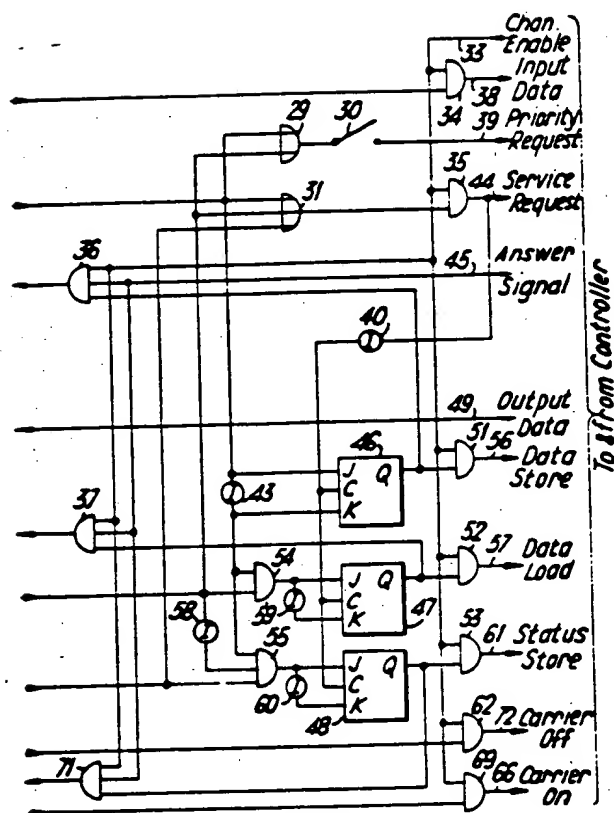 Chan.
Enable
33
Input
38
Data
34
29
30
39
Priority
Request
35
44
Service
Request
31
36
45
Answer
Signal
40
49
Output
Data
46
51
56
Data
Store
J
Q
C
K
43
37
54
52
57
Data
Load
J
Q
C
K
59
47
58
55
53
61
Status
Store
J
Q
C
K
60
48
62
72
Carrier
Off
71
69
66
Carrier
On
To &from Controller